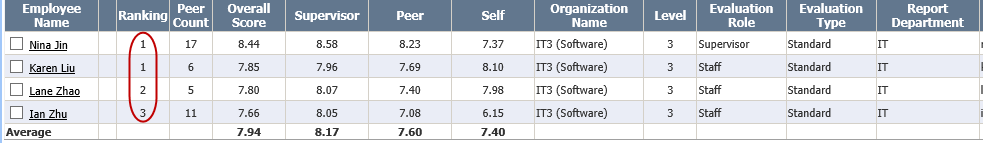 Employee Name Ranking Peer Count Overall Score Supervisor Peer Self Organization Name Level Evaluation Role Evaluation Type Report Department
Nina Jin 1 17 8.44 8.58 8.23 7.37 IT3 (Software) 3 Supervisor Standard IT
Karen Liu 1 6 7.85 7.96 7.69 8.10 IT3 (Software) 3 Staff Standard IT
Lane Zhao 2 5 7.80 8.07 7.40 7.98 IT3 (Software) 3 Staff Standard IT
Ian Zhu 3 11 7.66 8.05 7.08 6.15 IT3 (Software) 3 Staff Standard IT
Average 7.94 8.17 7.60 7.40